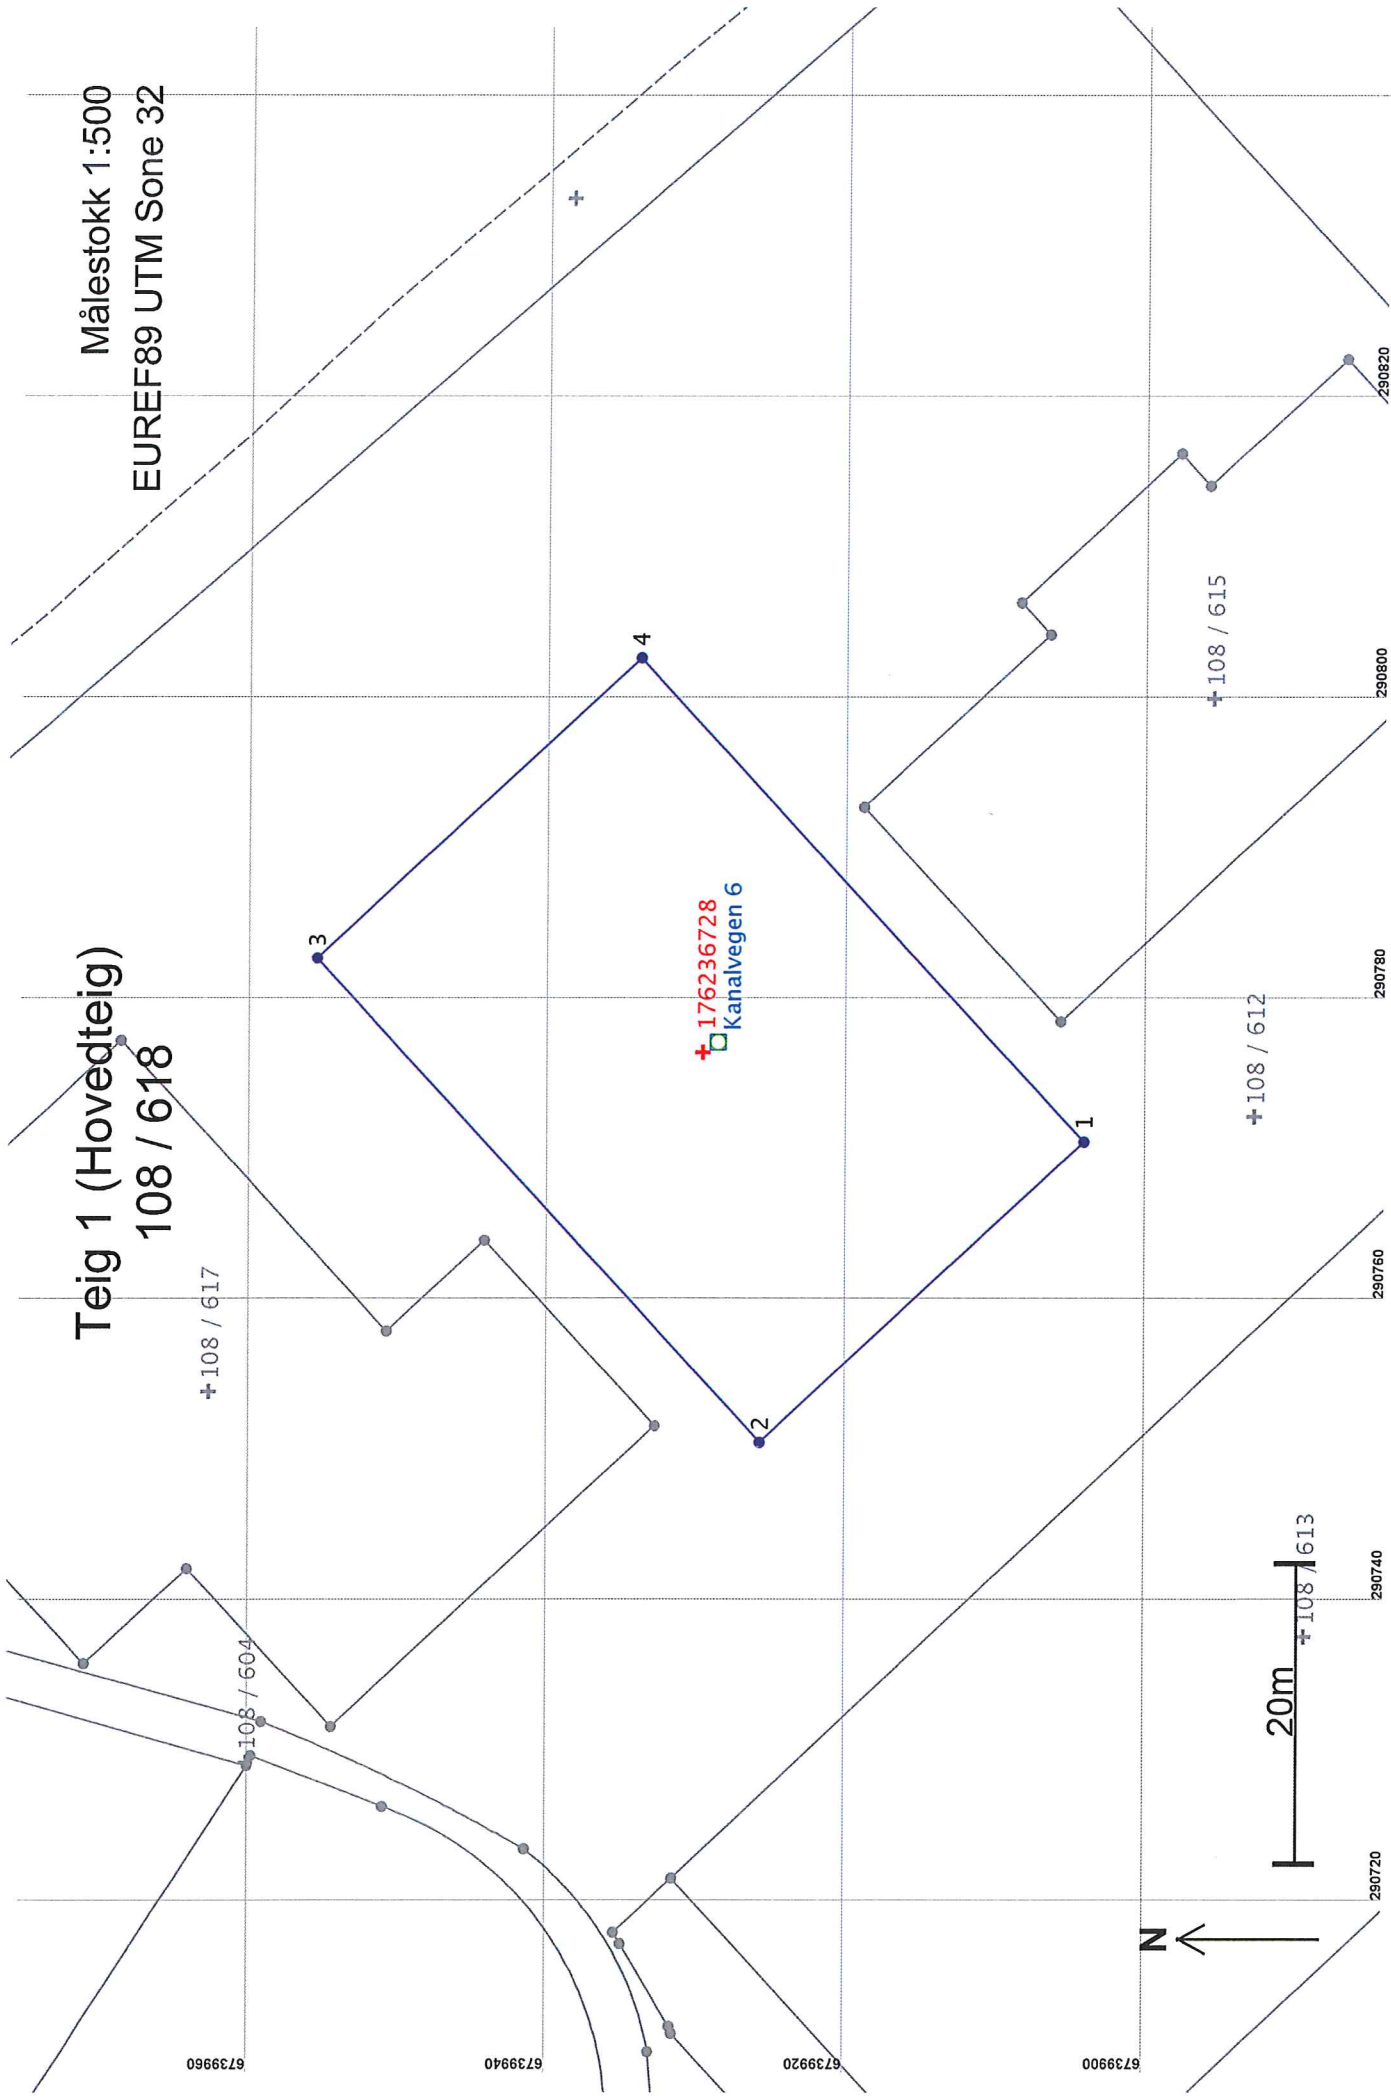 Målestokk 1:500
EUREF89 UTM Sone 32
Teig 1 (Hovedteig)
108 / 618
108 / 617
108 / 604
3
4
176236728
Kanalvegen 6
2
1
108 / 615
108 / 612
108 / 613
20m
N
6739960
6739940
6739920
6739900
290720
290740
290760
290780
290800
290820